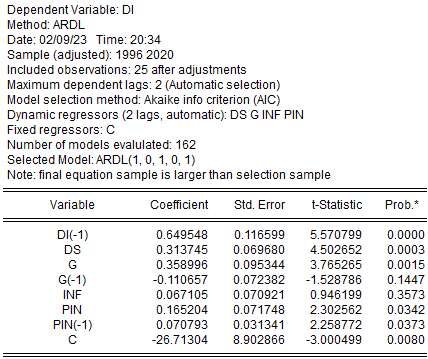 Dependent Variable: DI
Method: ARDL
Date: 02/09/23 Time: 20:34
Sample (adjusted): 1996 2020
Included observations: 25 after adjustments
Maximum dependent lags: 2 (Automatic selection)
Model selection method: Akaike info criterion (AIC)
Dynamic regressors (2 lags, automatic): DS G INF PIN
Fixed regressors: C
Number of models evalulated: 162
Selected Model: ARDL(1, 0, 1, 0, 1)
Note: final equation sample is larger than selection sample
Variable Coefficient Std. Error t-Statistic Prob.*
DI(-1) 0.649548 0.116599 5.570799 0.0000
DS 0.313745 0.069680 4.502652 0.0003
G 0.358996 0.095344 3.765265 0.0015
G(-1) -0.110657 0.072382 -1.528786 0.1447
INF 0.067105 0.070921 0.946199 0.3573
PIN 0.165204 0.071748 2.302562 0.0342
PIN(-1) 0.070793 0.031341 2.258772 0.0373
C -26.71304 8.902866 -3.000499 0.0080